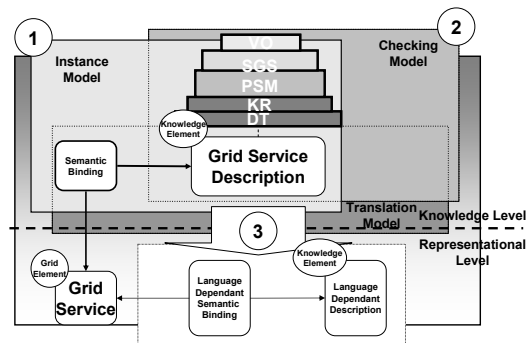 1
2
Instance
Model
Checking
Model
VO
SGS
PSM
KR
DT
Knowledge
Element
Semantic
Binding
Grid Service
Description
Translation
Model
Knowledge Level
Representational
Level
3
Grid
Element
Grid
Service
Language
Dependant
Semantic
Binding
Knowledge
Element
Language
Dependant
Description